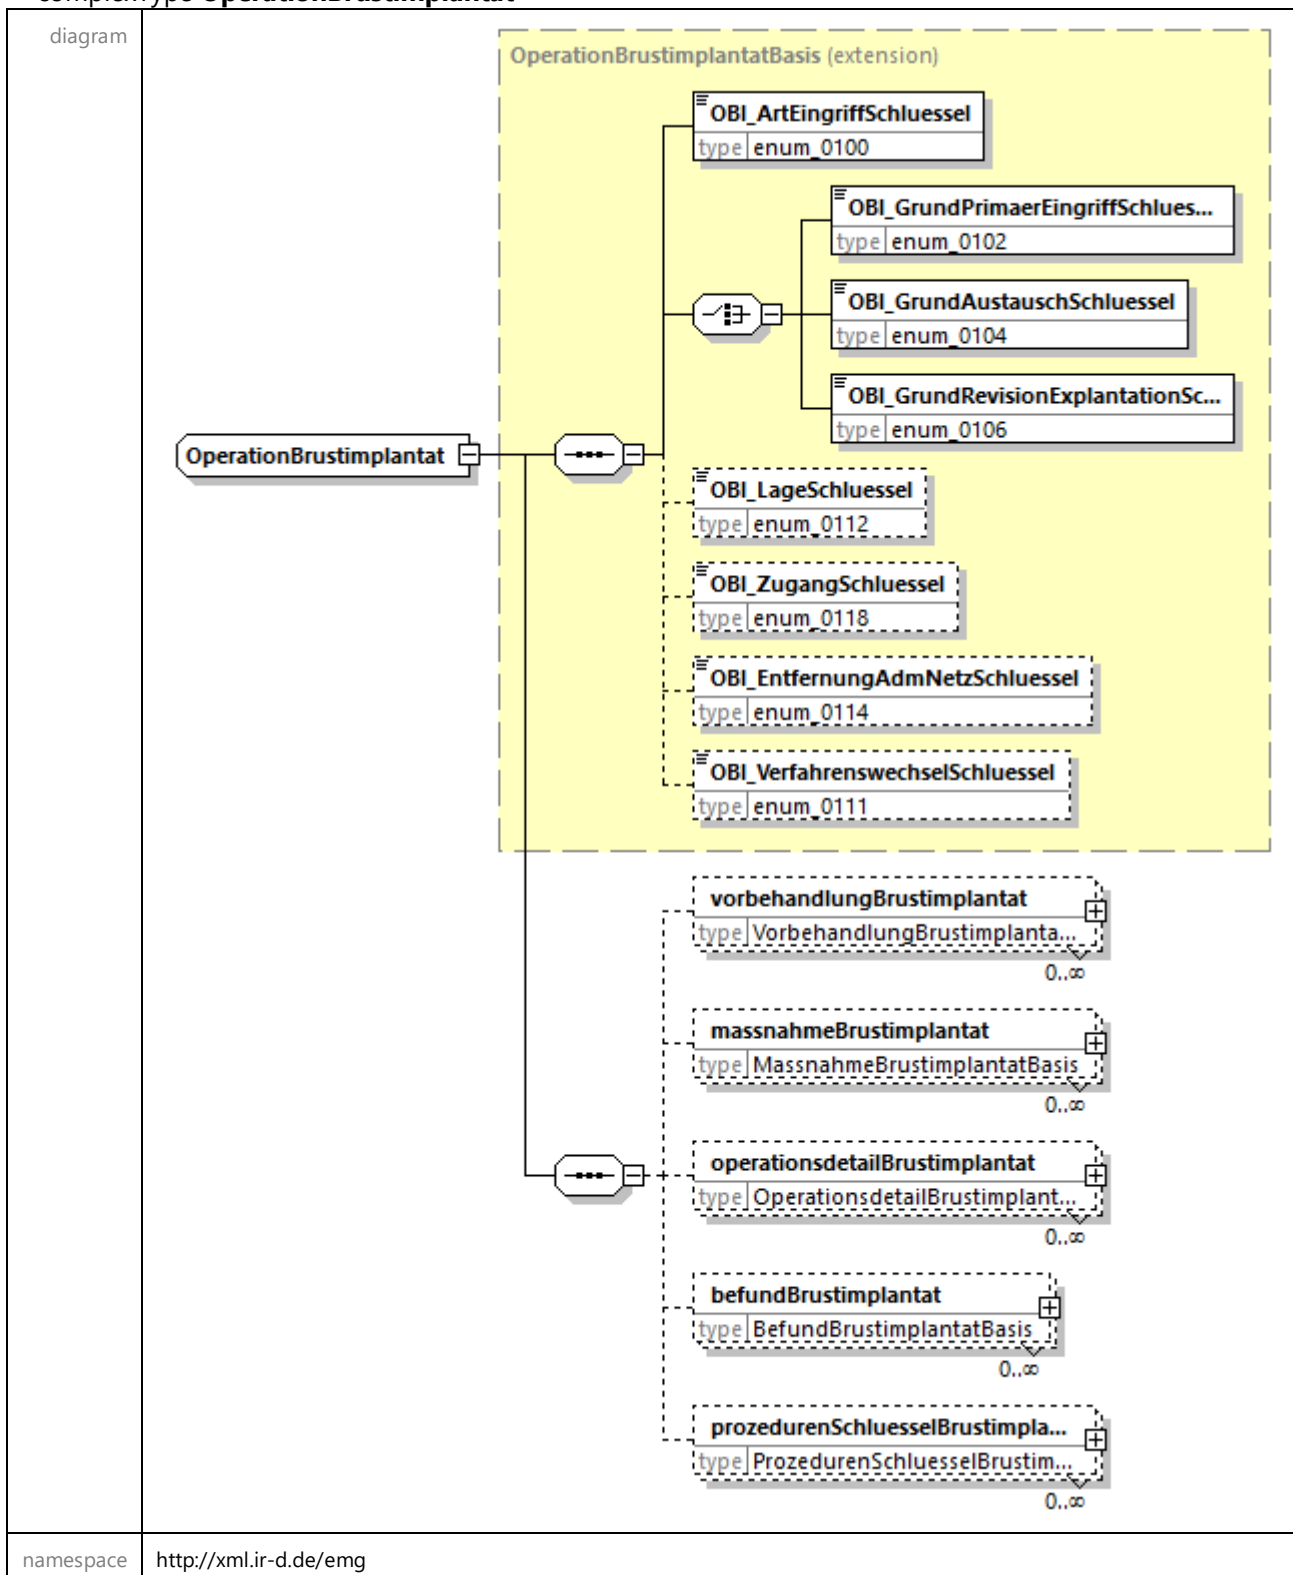 complexType OperationBrustimplantat
diagram
OperationBrustimplantatBasis (extension)
OBI_ArtEingriffSchluessel
type enum_0100
OBI_GrundPrimaerEingriffSchlues...
type enum_0102
OBI_GrundAustauschSchluessel
type enum_0104
OBI_GrundRevisionExplantationSc...
type enum_0106
OperationBrustimplantat
OBI_LageSchluessel
type enum_0112
OBI_ZugangSchluessel
type enum_0118
OBI_EntfernungAdmNetzSchluessel
type enum_0114
OBI_VerfahrenswechselSchluessel
type enum_0111
vorbehandlungBrustimplantat
type VorbehandlungBrustimplanta...
0..∞
massnahmeBrustimplantat
type MassnahmeBrustimplantatBasis
0..∞
operationsdetailBrustimplantat
type OperationsdetailBrustimplant...
0..∞
befundBrustimplantat
type BefundBrustimplantatBasis
0..∞
prozedurenSchluesselBrustimpla...
type ProzedurenSchluesselBrustim...
0..∞
namespace http://xml.ir-d.de/emg